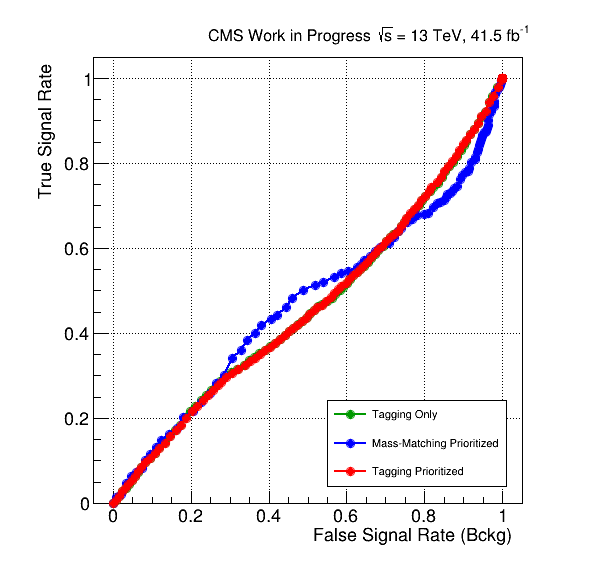 CMS Work in Progress √s = 13 TeV, 41.5 fb⁻¹
True Signal Rate
1
0.8
0.6
0.4
0.2
0
Tagging Only
Mass-Matching Prioritized
Tagging Prioritized
0 0.2 0.4 0.6 0.8 1
False Signal Rate (Bckg)